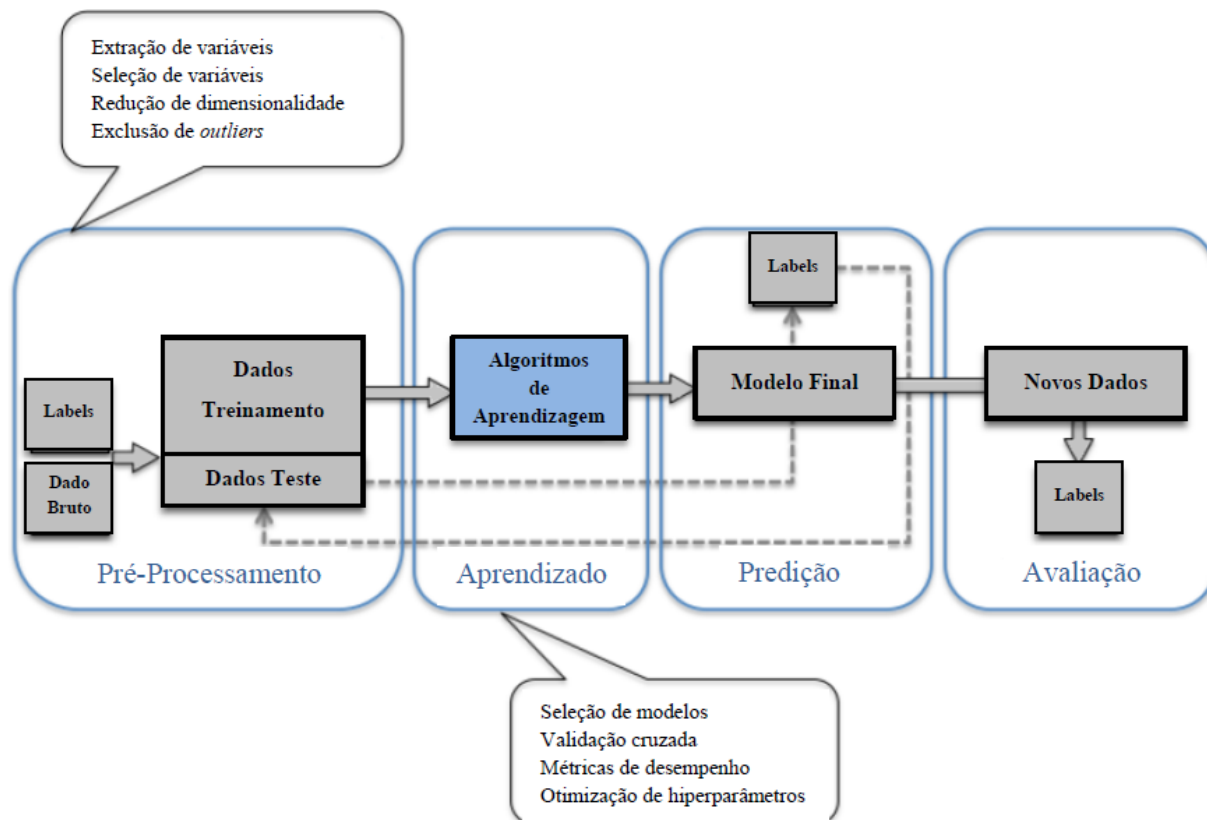 Extração de variáveis
Seleção de variáveis
Redução de dimensionalidade
Exclusão de outliers
Labels
Dado
Bruto
Dados
Treinamento
Dados Teste
Pré-Processamento
Algoritmos
de
Aprendizagem
Aprendizado
Labels
Modelo Final
Predição
Novos Dados
Labels
Avaliação
Seleção de modelos
Validação cruzada
Métricas de desempenho
Otimização de hiperparâmetros